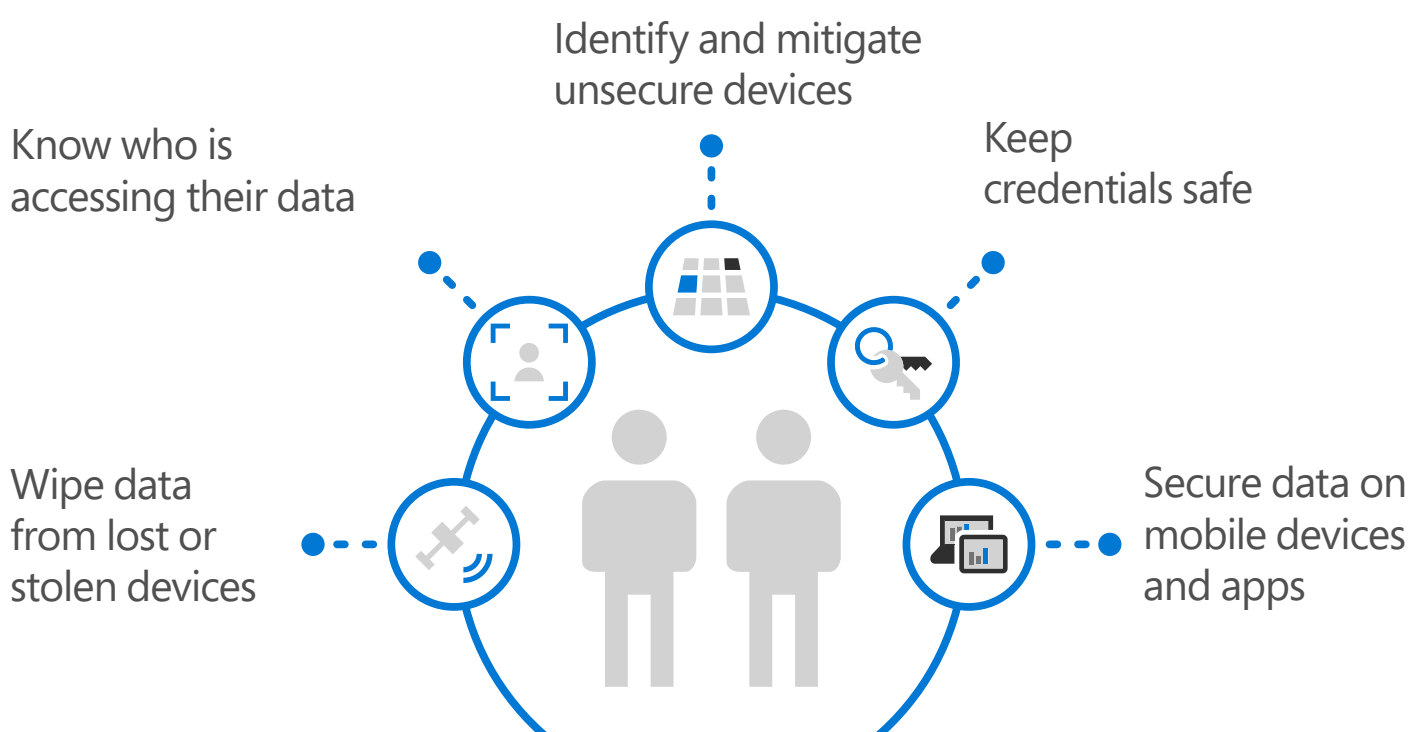 Identify and mitigate
unsecure devices
Know who is
accessing their data
Keep
credentials safe
Wipe data
from lost or
stolen devices
Secure data on
mobile devices
and apps